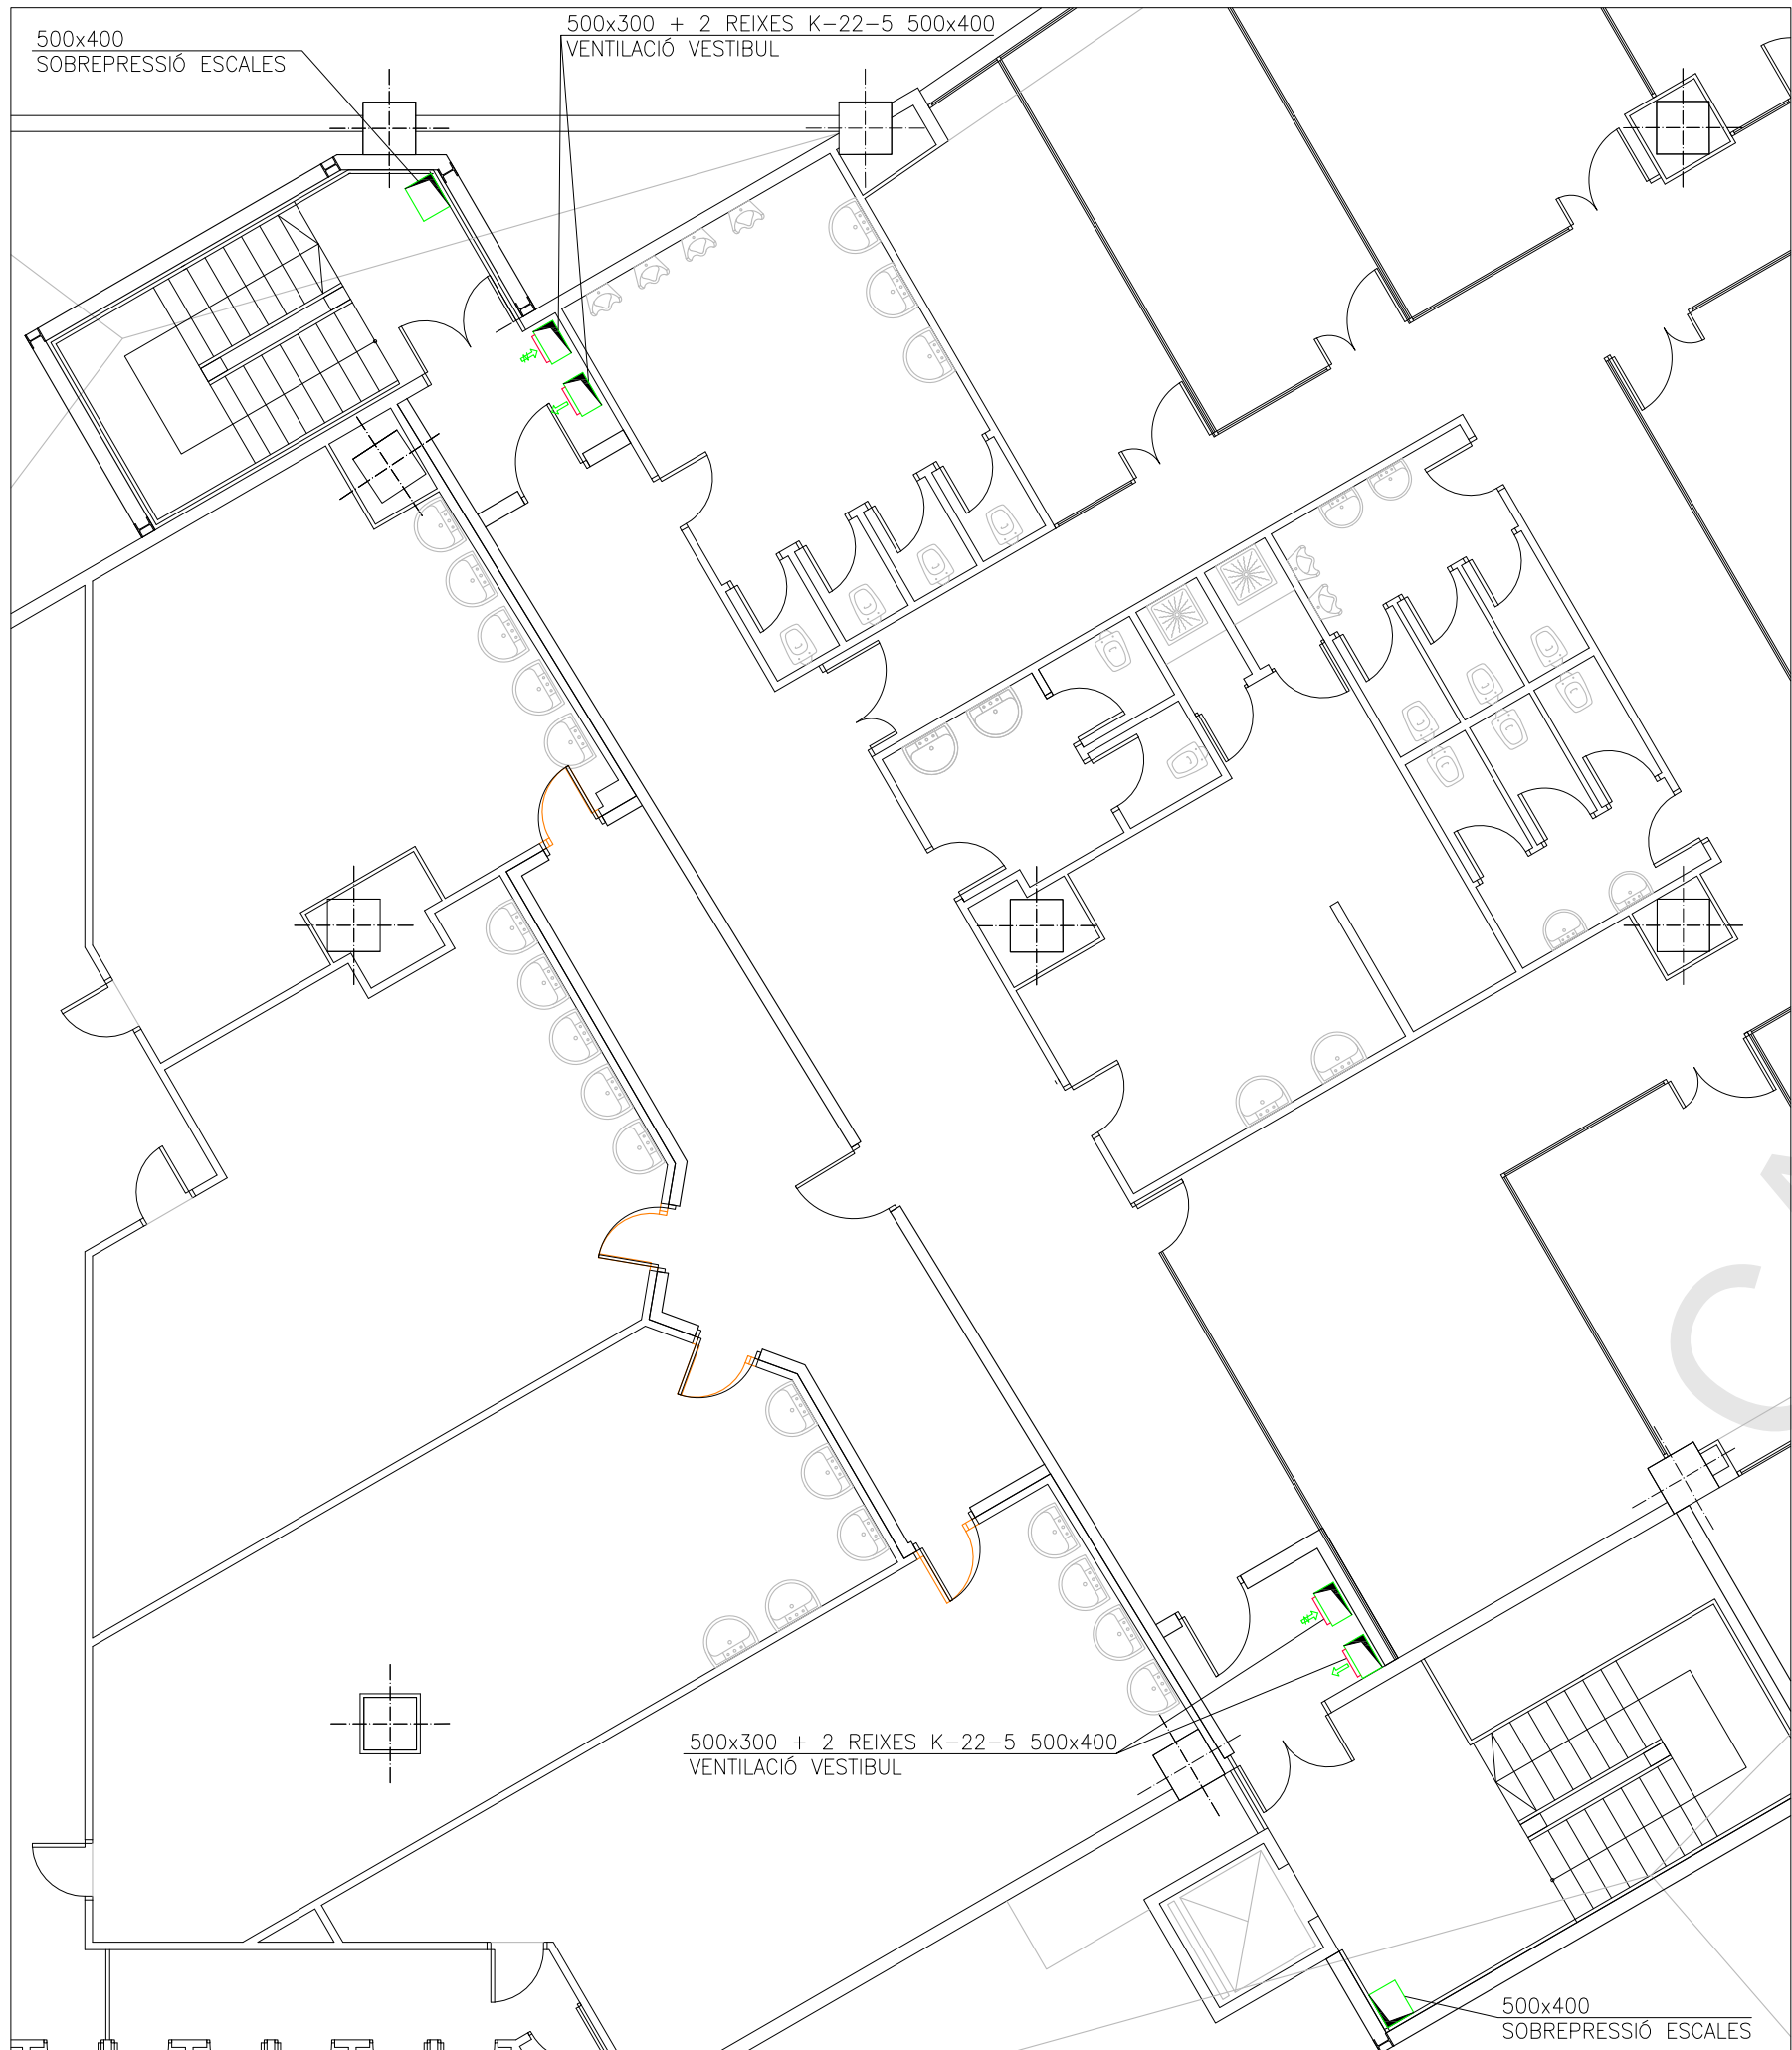 500x400
SOBREPRESSIÓ ESCALES
500x300 + 2 REIXES K-22-5 500x400
VENTILACIÓ VESTIBUL
500x300 + 2 REIXES K-22-5 500x400
VENTILACIÓ VESTIBUL
500x400
SOBREPRESSIÓ ESCALES